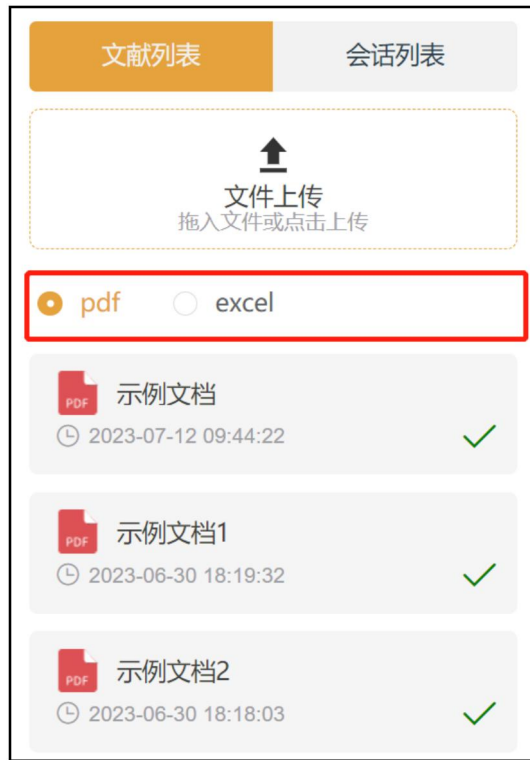 文献列表 会话列表
文件上传
拖入文件或点击上传
pdf excel
PDF 示例文档
2023-07-12 09:44:22
PDF 示例文档1
2023-06-30 18:19:32
PDF 示例文档2
2023-06-30 18:18:03